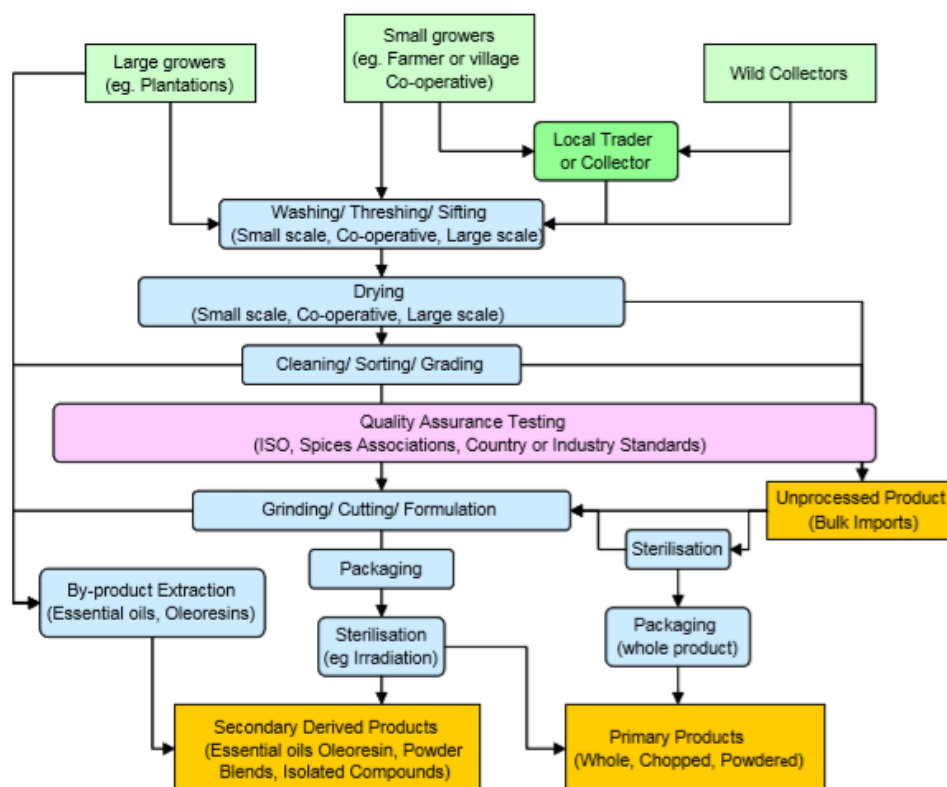 Large growers
(eg. Plantations)
Small growers
(eg. Farmer or village
Co-operative)
Wild Collectors
Local Trader
or Collector
Washing/ Threshing/ Sifting
(Small scale, Co-operative, Large scale)
Drying
(Small scale, Co-operative, Large scale)
Cleaning/ Sorting/ Grading
Quality Assurance Testing
(ISO, Spices Associations, Country or Industry Standards)
Unprocessed Product
(Bulk Imports)
Grinding/ Cutting/ Formulation
Sterilisation
Packaging
By-product Extraction
(Essential oils, Oleoresins)
Packaging
(whole product)
Sterilisation
(eg Irradiation)
Secondary Derived Products
(Essential oils Oleoresin, Powder
Blends, Isolated Compounds)
Primary Products
(Whole, Chopped, Powdered)